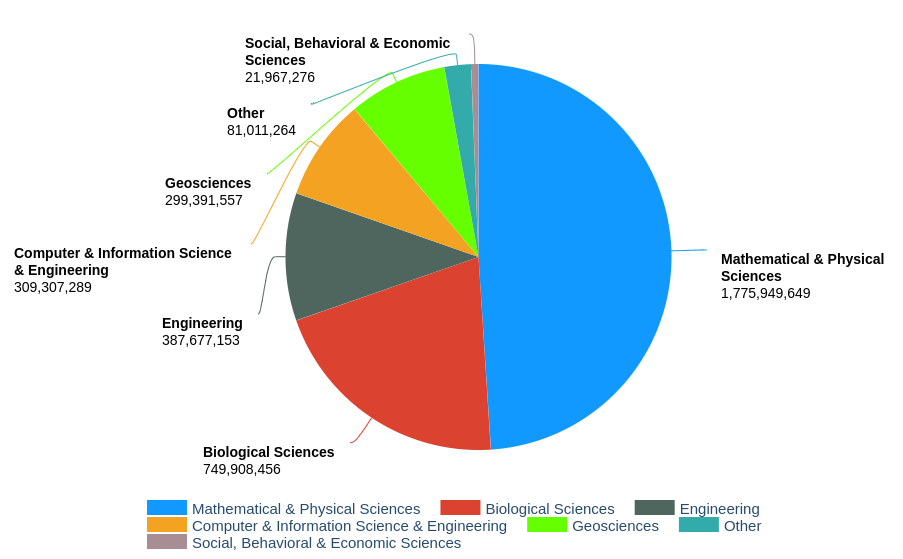 Social, Behavioral & Economic
Sciences
21,967,276
Other
81,011,264
Geosciences
299,391,557
Computer & Information Science
& Engineering
309,307,289
Engineering
387,677,153
Biological Sciences
749,908,456
Mathematical & Physical
Sciences
1,775,949,649
Mathematical & Physical Sciences
Biological Sciences
Engineering
Computer & Information Science & Engineering
Geosciences
Other
Social, Behavioral & Economic Sciences